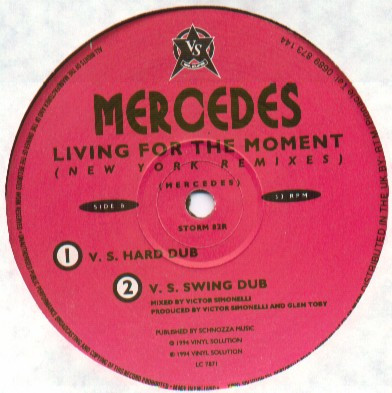 VS
MERCEDES
LIVING FOR THE MOMENT
(NEW YORK REMIXES)
(MERCEDES)
SIDE B
33 RPM
STORM 82R
1 V. S. HARD DUB
2 V. S. SWING DUB
MIXED BY VICTOR SIMONELLI
PRODUCED BY VICTOR SIMONELLI AND GLEN TOBY
PUBLISHED BY SCHNOZZA MUSIC
© 1994 VINYL SOLUTION
℗ 1994 VINYL SOLUTION
LC 7871